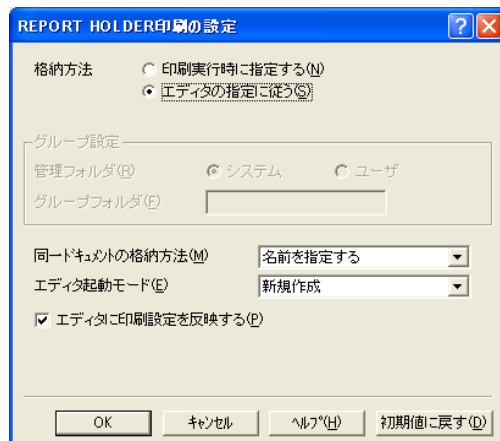 REPORT HOLDER印刷の設定
格納方法 印刷実行時に指定する(N)
エディタの指定に従う(S)
グループ設定
管理フォルダ(R) システム ユーザ
グループフォルダ(F)
同一ドキュメントの格納方法(M) 名前を指定する
エディタ起動モード(E) 新規作成
エディタに印刷設定を反映する(P)
OK キャンセル ヘルプ(H) 初期値に戻す(D)